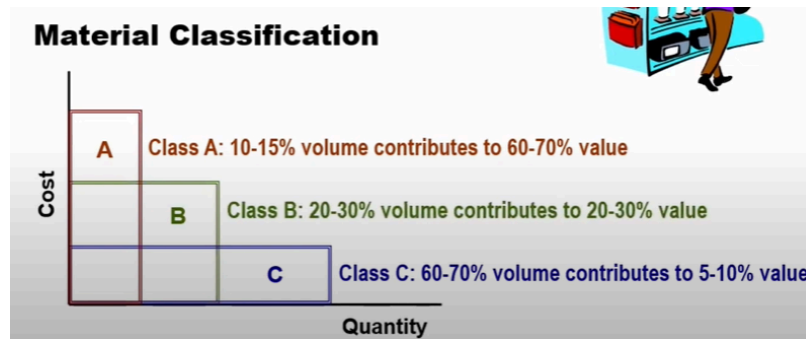 Material Classification
Cost
A
Class A: 10-15% volume contributes to 60-70% value
B
Class B: 20-30% volume contributes to 20-30% value
C
Class C: 60-70% volume contributes to 5-10% value
Quantity